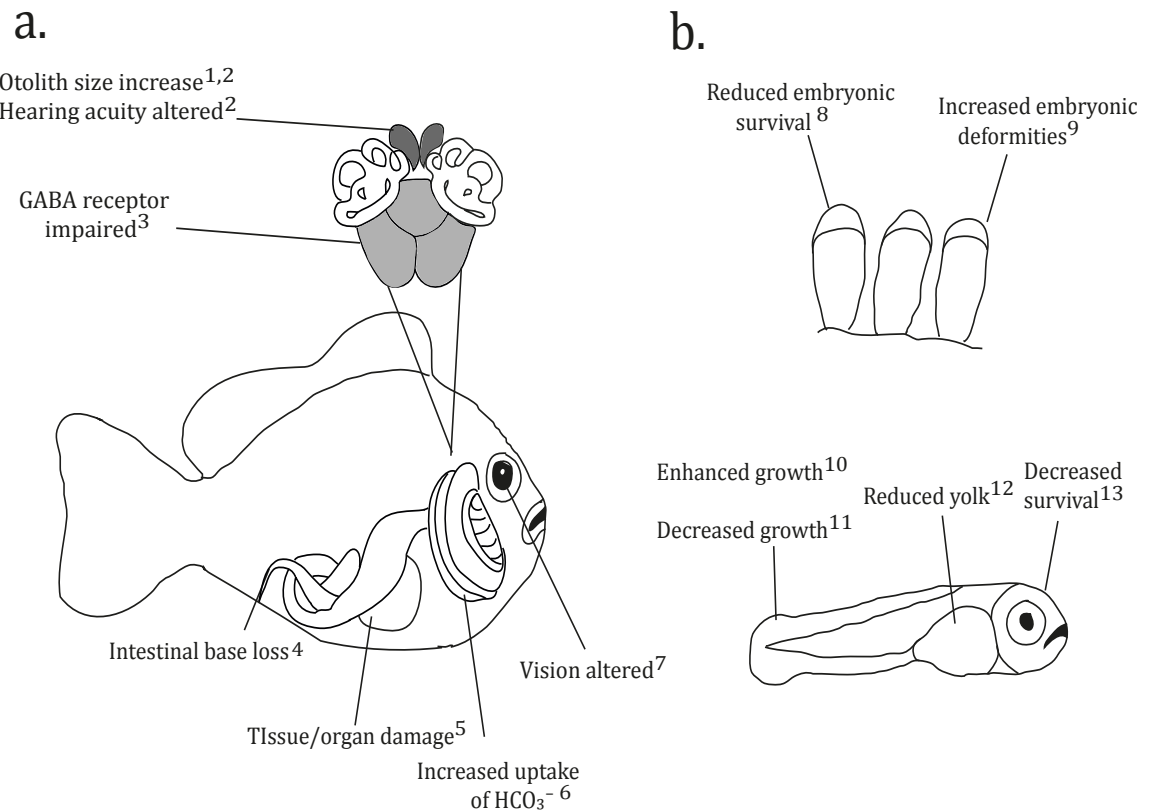 a.
Otolith size increase1,2
Hearing acuity altered2
GABA receptor
impaired3
Intestinal base loss4
TIssue/organ damage5
Increased uptake
of HCO3- 6
Vision altered7
b.
Reduced embryonic
survival 8
Increased embryonic
deformities9
Enhanced growth10
Decreased growth11
Reduced yolk12
Decreased
survival13